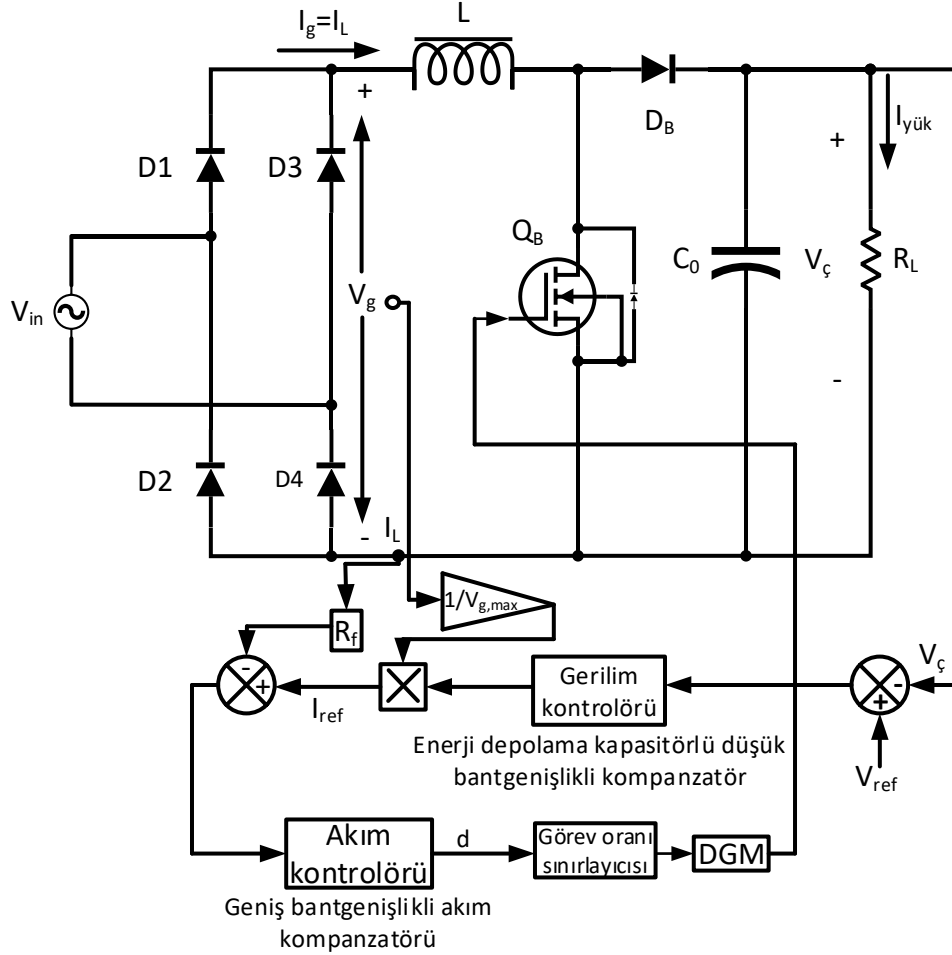 I_g=I_L
L
+
D_B
I_yük
+
D1
D3
Q_B
C_0
V_ç
R_L
V_in
V_g
-
D2
D4
-
I_L
1/V_g,max
R_f
-
+
I_ref
Gerilim
kontrolörü
V_ç
-
+
Enerji depolama kapasitörlü düşük
bantgenişlikli kompanzatör
V_ref
Akım
kontrolörü
d
Görev oranı
sınırlayıcısı
DGM
Geniş bantgenişlikli akım
kompanzatörü